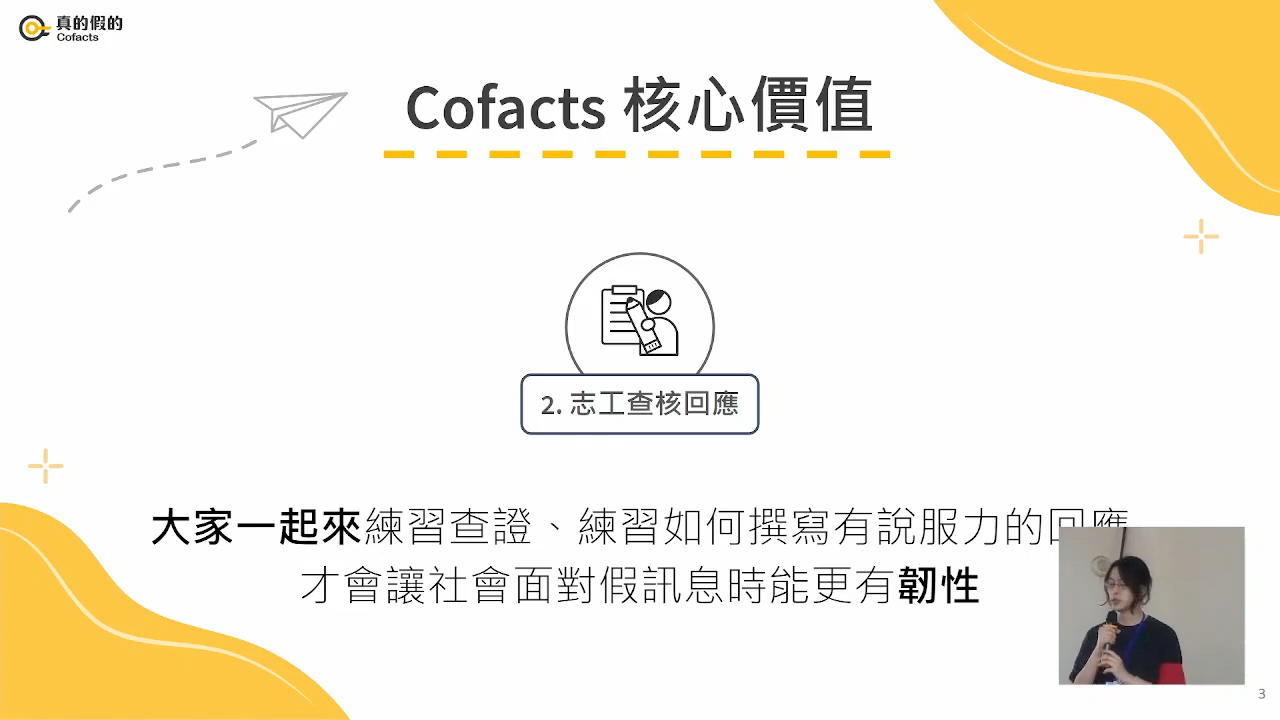 真的假的
Cofacts
Cofacts 核心價值
2. 志工查核回應
大家一起來練習查證、練習如何撰寫有說服力的回應
才會讓社會面對假訊息時能更有韌性
3